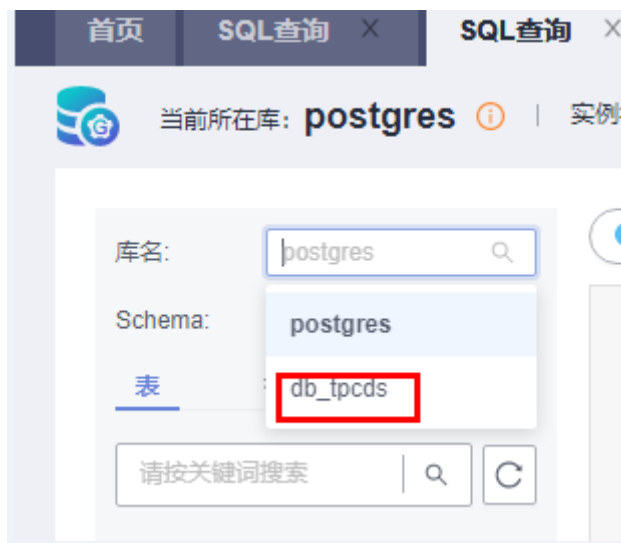 首页 SQL查询 SQL查询
当前所在库: postgres 实例
库名: postgres
Schema: postgres
表 db_tpcds
请按关键词搜索